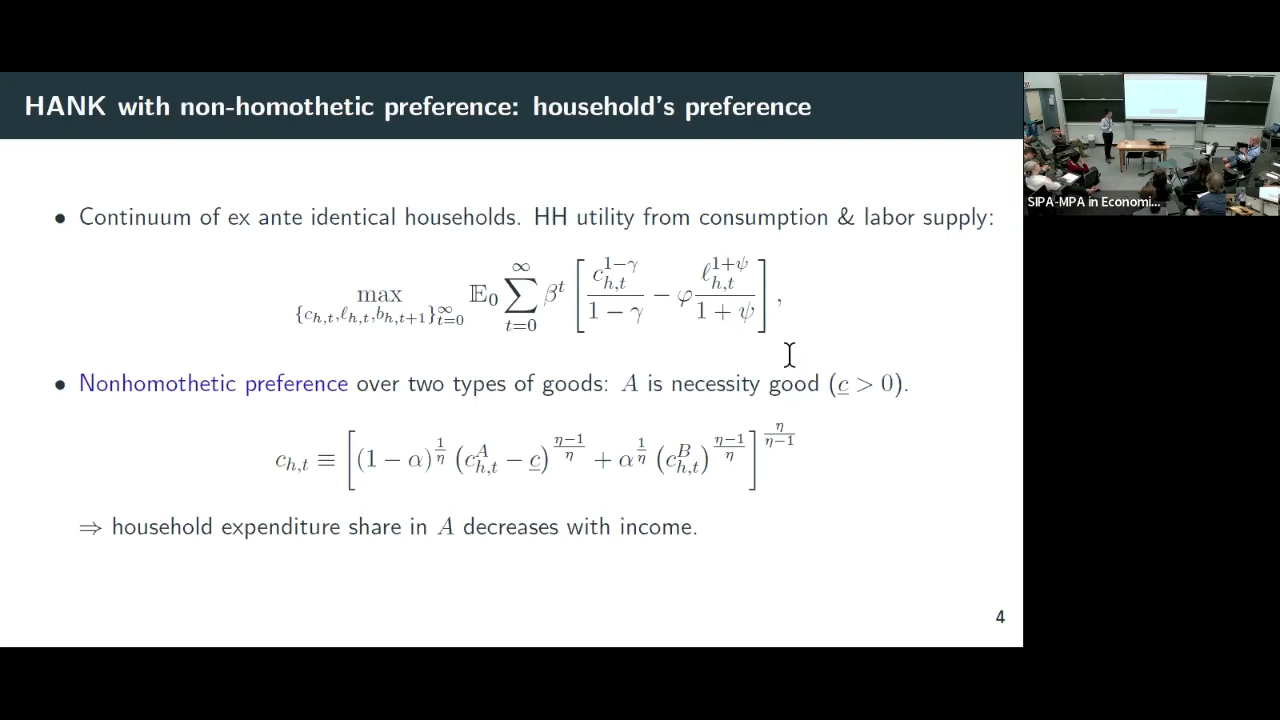 HANK with non-homothetic preference: household's preference
• Continuum of ex ante identical households. HH utility from consumption & labor supply:
\max_{\{c_{h,t},\ell_{h,t},b_{h,t+1}\}_{t=0}^{\infty}} \mathbb{E}_0 \sum_{t=0}^{\infty} \beta^t \left[ \frac{c_{h,t}^{1-\gamma}}{1-\gamma} - \varphi \frac{\ell_{h,t}^{1+\psi}}{1+\psi} \right],
• Nonhomothetic preference over two types of goods: A is necessity good (\underline{c} > 0).
c_{h,t} \equiv \left[ (1-\alpha)^{\frac{1}{\eta}} \left( c_{h,t}^A - \underline{c} \right)^{\frac{\eta-1}{\eta}} + \alpha^{\frac{1}{\eta}} \left( c_{h,t}^B \right)^{\frac{\eta-1}{\eta}} \right]^{\frac{\eta}{\eta-1}}
⇒ household expenditure share in A decreases with income.
4
SIPA-MPA in Economi...